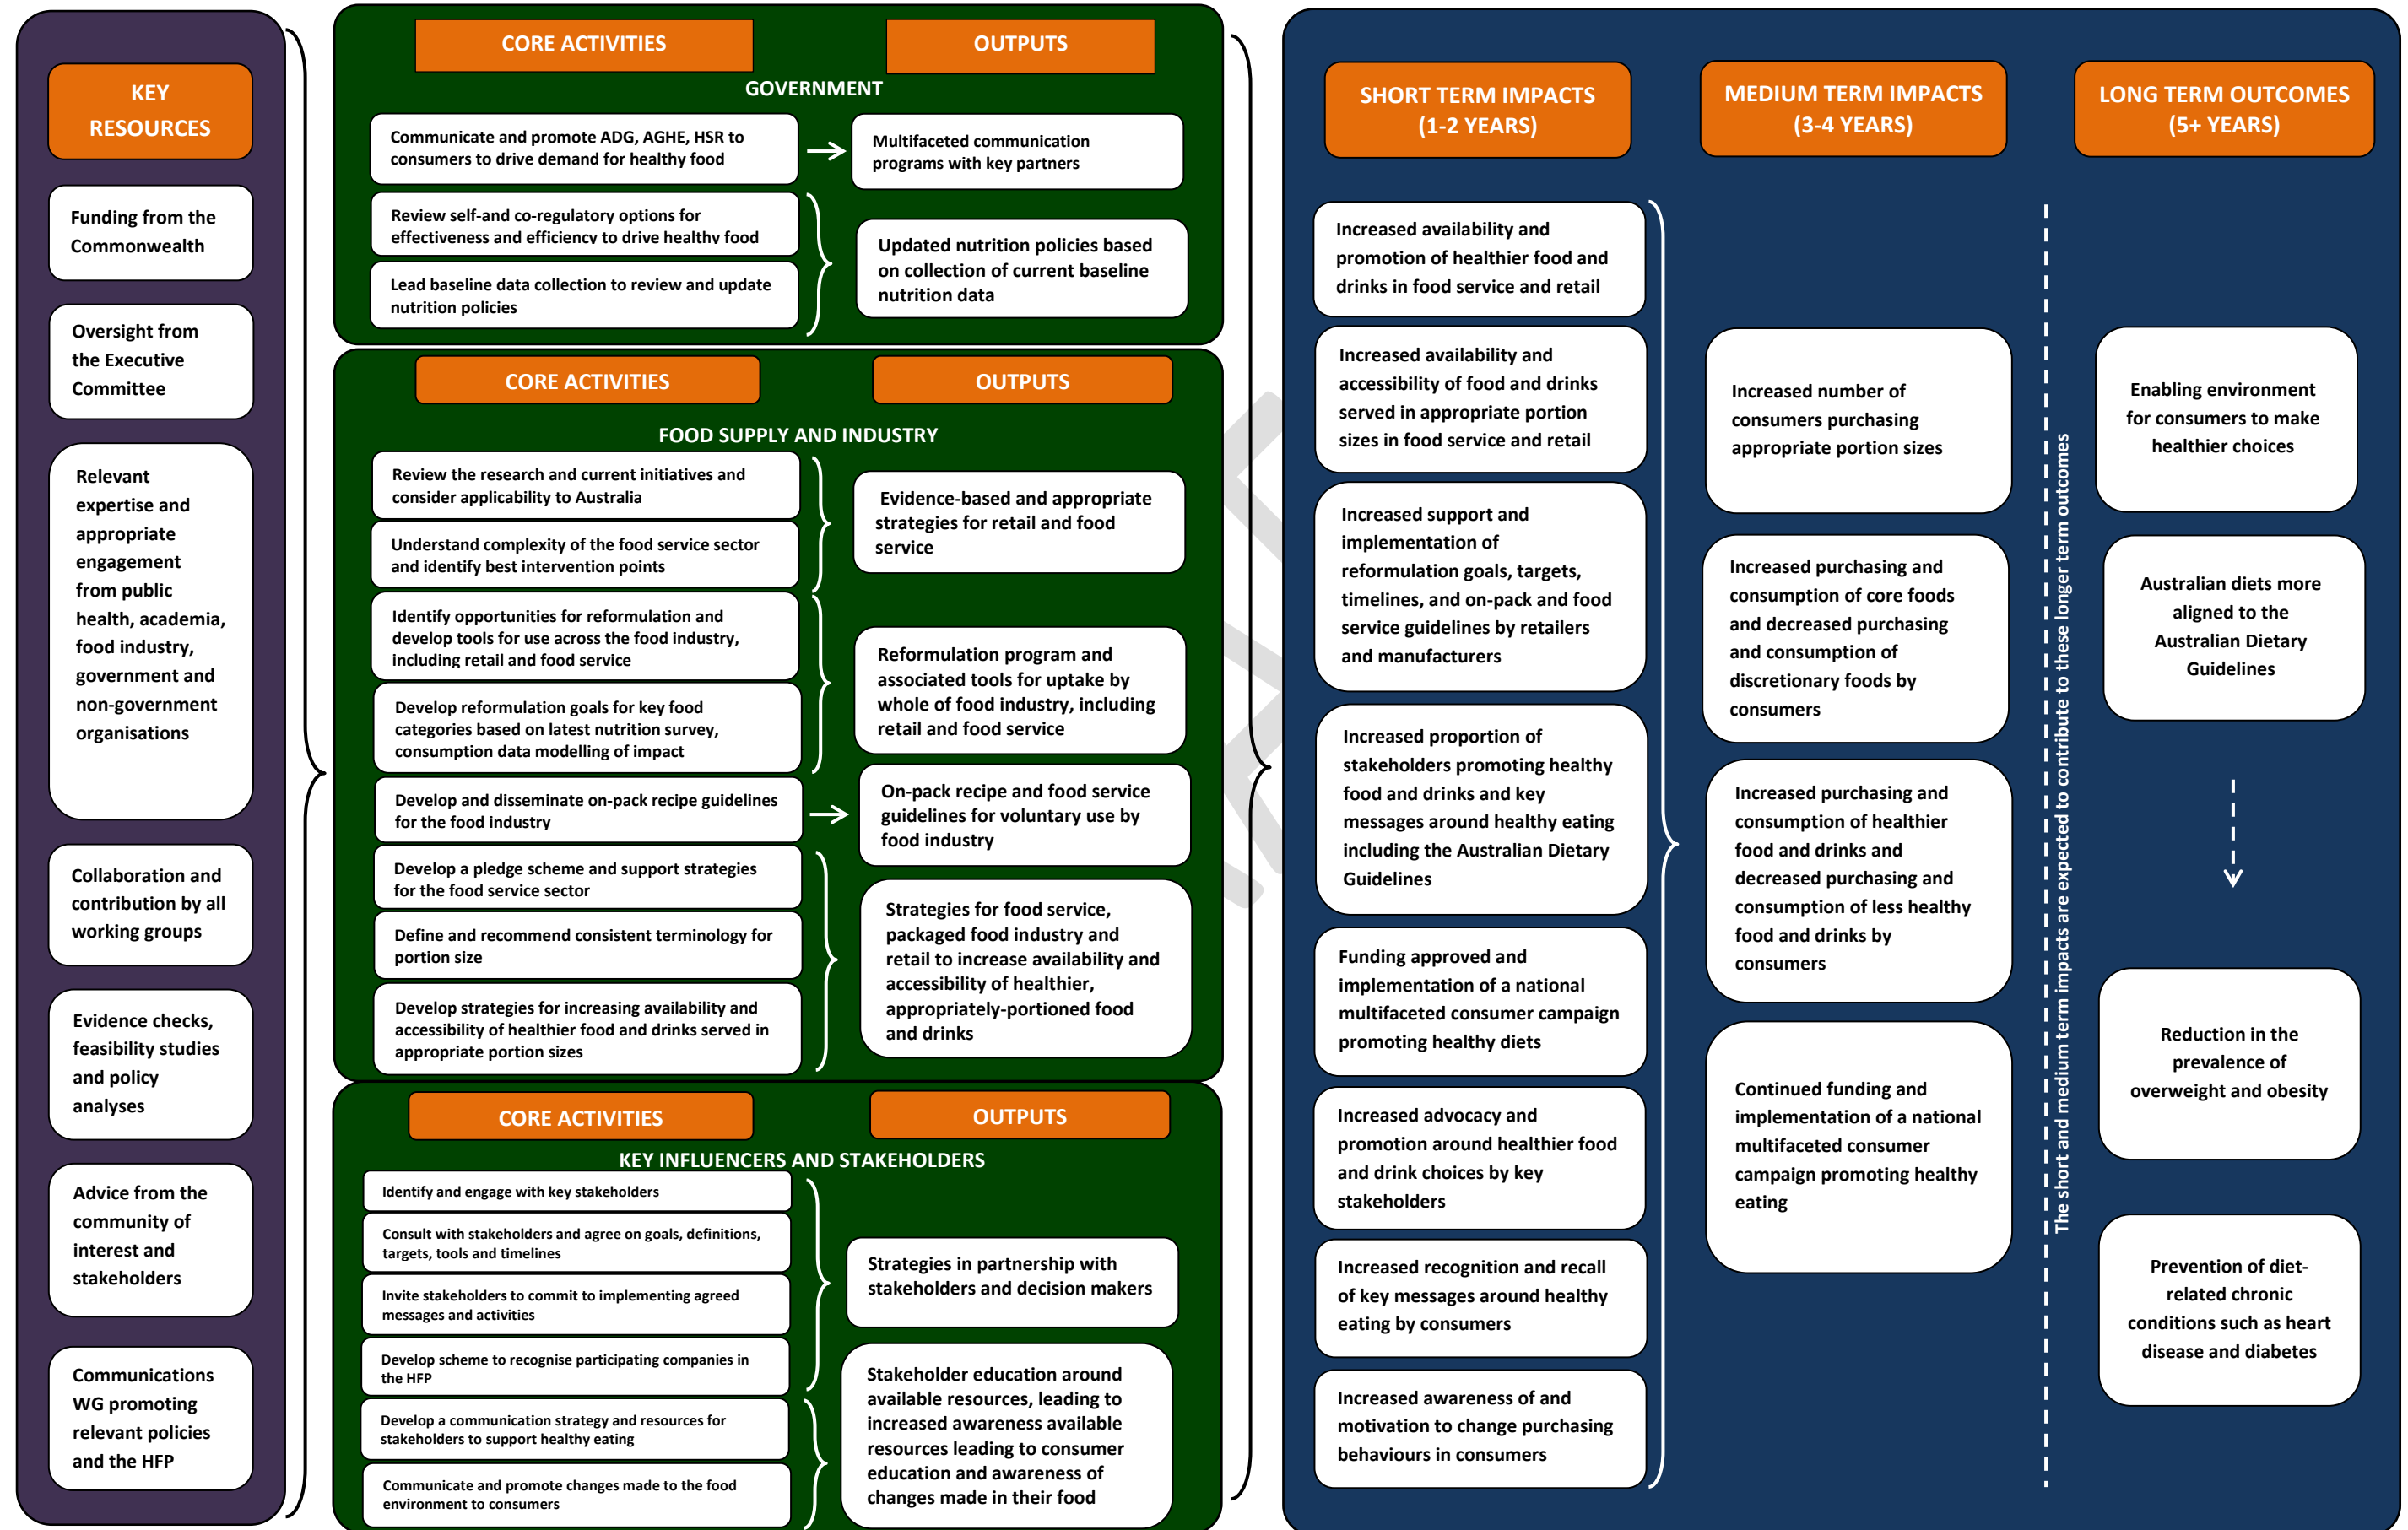 KEY
RESOURCES
Funding from the
Commonwealth
Oversight from
the Executive
Committee
Relevant
expertise and
appropriate
engagement
from public
health, academia,
food industry,
government and
non-government
organisations
Collaboration and
contribution by all
working groups
Evidence checks,
feasibility studies
and policy
analyses
Advice from the
community of
interest and
stakeholders
Communications
WG promoting
relevant policies
and the HFP
CORE ACTIVITIES
OUTPUTS
GOVERNMENT
Communicate and promote ADG, AGHE, HSR to
consumers to drive demand for healthy food
Multifaceted communication
programs with key partners
Review self-and co-regulatory options for
effectiveness and efficiency to drive healthy food
Lead baseline data collection to review and update
nutrition policies
Updated nutrition policies based
on collection of current baseline
nutrition data
CORE ACTIVITIES
OUTPUTS
FOOD SUPPLY AND INDUSTRY
Review the research and current initiatives and
consider applicability to Australia
Understand complexity of the food service sector
and identify best intervention points
Evidence-based and appropriate
strategies for retail and food
service
Identify opportunities for reformulation and
develop tools for use across the food industry,
including retail and food service
Develop reformulation goals for key food
categories based on latest nutrition survey,
consumption data modelling of impact
Reformulation program and
associated tools for uptake by
whole of food industry, including
retail and food service
Develop and disseminate on-pack recipe guidelines
for the food industry
On-pack recipe and food service
guidelines for voluntary use by
food industry
Develop a pledge scheme and support strategies
for the food service sector
Define and recommend consistent terminology for
portion size
Develop strategies for increasing availability and
accessibility of healthier food and drinks served in
appropriate portion sizes
Strategies for food service,
packaged food industry and
retail to increase availability and
accessibility of healthier,
appropriately-portioned food
and drinks
CORE ACTIVITIES
OUTPUTS
KEY INFLUENCERS AND STAKEHOLDERS
Identify and engage with key stakeholders
Consult with stakeholders and agree on goals, definitions,
targets, tools and timelines
Invite stakeholders to commit to implementing agreed
messages and activities
Develop scheme to recognise participating companies in
the HFP
Strategies in partnership with
stakeholders and decision makers
Develop a communication strategy and resources for
stakeholders to support healthy eating
Communicate and promote changes made to the food
environment to consumers
Stakeholder education around
available resources, leading to
increased awareness available
resources leading to consumer
education and awareness of
changes made in their food
SHORT TERM IMPACTS
(1-2 YEARS)
Increased availability and
promotion of healthier food and
drinks in food service and retail
Increased availability and
accessibility of food and drinks
served in appropriate portion
sizes in food service and retail
Increased support and
implementation of
reformulation goals, targets,
timelines, and on-pack and food
service guidelines by retailers
and manufacturers
Increased proportion of
stakeholders promoting healthy
food and drinks and key
messages around healthy eating
including the Australian Dietary
Guidelines
Funding approved and
implementation of a national
multifaceted consumer campaign
promoting healthy diets
Increased advocacy and
promotion around healthier food
and drink choices by key
stakeholders
Increased recognition and recall
of key messages around healthy
eating by consumers
Increased awareness of and
motivation to change purchasing
behaviours in consumers
MEDIUM TERM IMPACTS
(3-4 YEARS)
Increased number of
consumers purchasing
appropriate portion sizes
Increased purchasing and
consumption of core foods
and decreased purchasing
and consumption of
discretionary foods by
consumers
Increased purchasing and
consumption of healthier
food and drinks and
decreased purchasing and
consumption of less healthy
food and drinks by
consumers
Continued funding and
implementation of a national
multifaceted consumer
campaign promoting healthy
eating
The short and medium term impacts are expected to contribute to these longer term outcomes
LONG TERM OUTCOMES
(5+ YEARS)
Enabling environment
for consumers to make
healthier choices
Australian diets more
aligned to the
Australian Dietary
Guidelines
Reduction in the
prevalence of
overweight and obesity
Prevention of diet-
related chronic
conditions such as heart
disease and diabetes